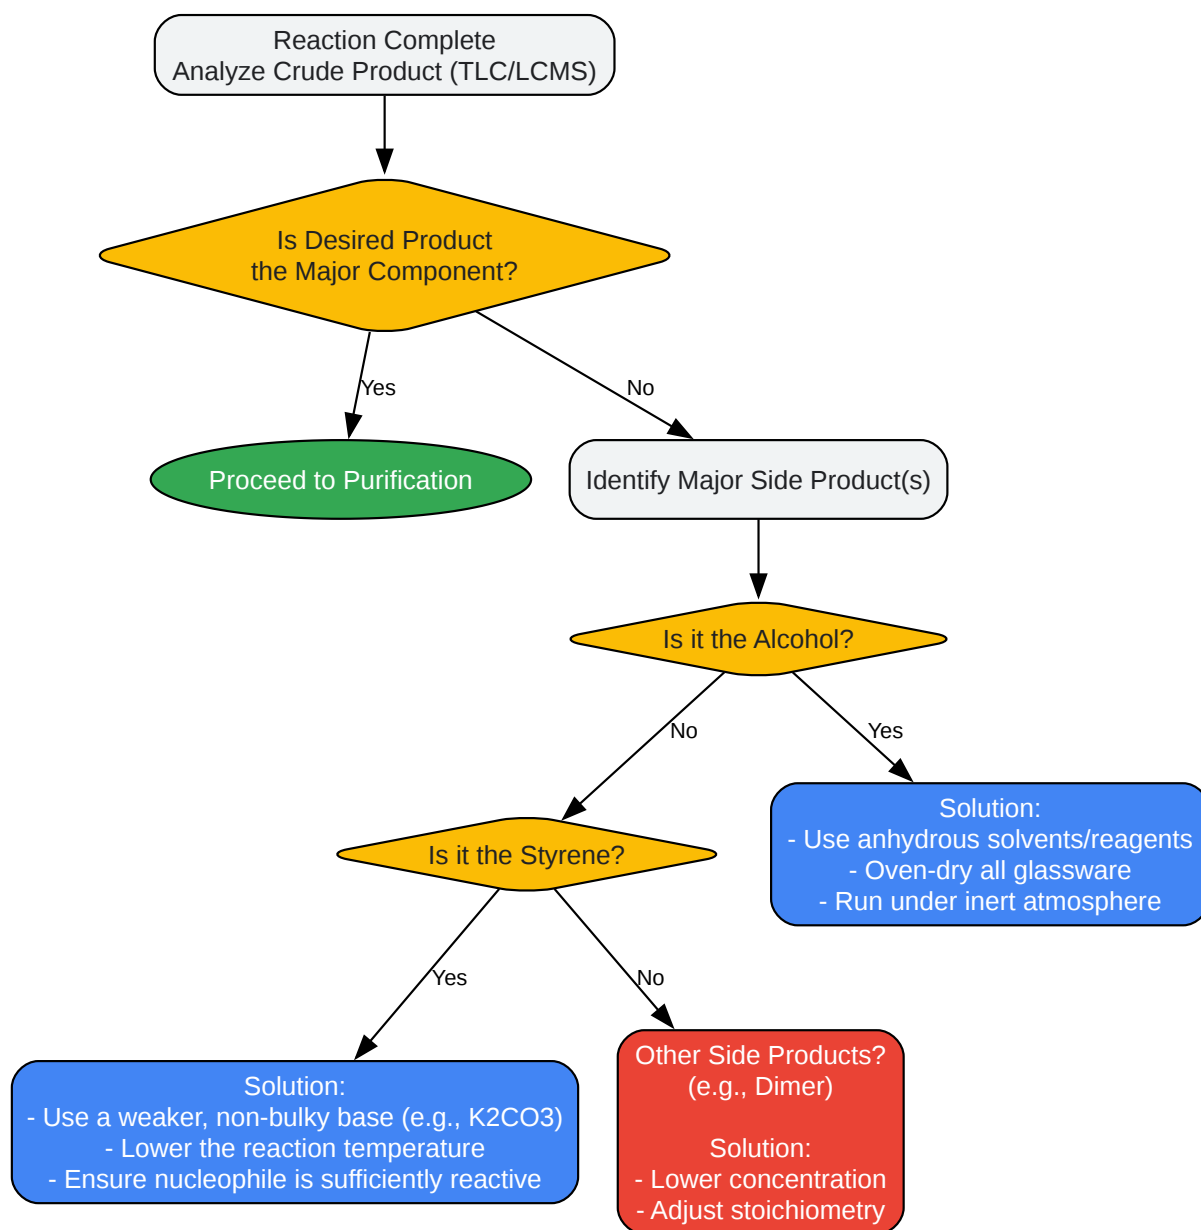 Reaction Complete
Analyze Crude Product (TLC/LCMS)
Is Desired Product
the Major Component?
Yes
No
Proceed to Purification
Identify Major Side Product(s)
Is it the Alcohol?
No
Yes
Is it the Styrene?
Solution:
- Use anhydrous solvents/reagents
- Oven-dry all glassware
- Run under inert atmosphere
Yes
No
Solution:
- Use a weaker, non-bulky base (e.g., K2CO3)
- Lower the reaction temperature
- Ensure nucleophile is sufficiently reactive
Other Side Products?
(e.g., Dimer)
Solution:
- Lower concentration
- Adjust stoichiometry